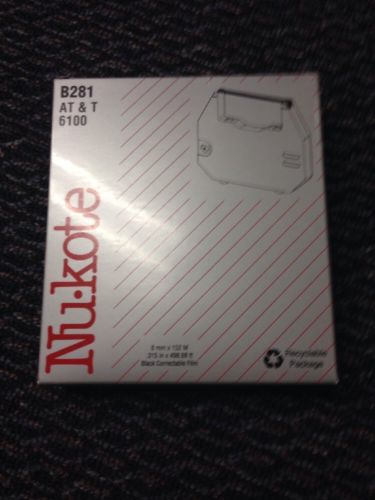 B281
AT & T
6100
Nu·kote
8 mm x 152 M
.315 in x 498.69 ft
Black Correctable Film
Recyclable
Package